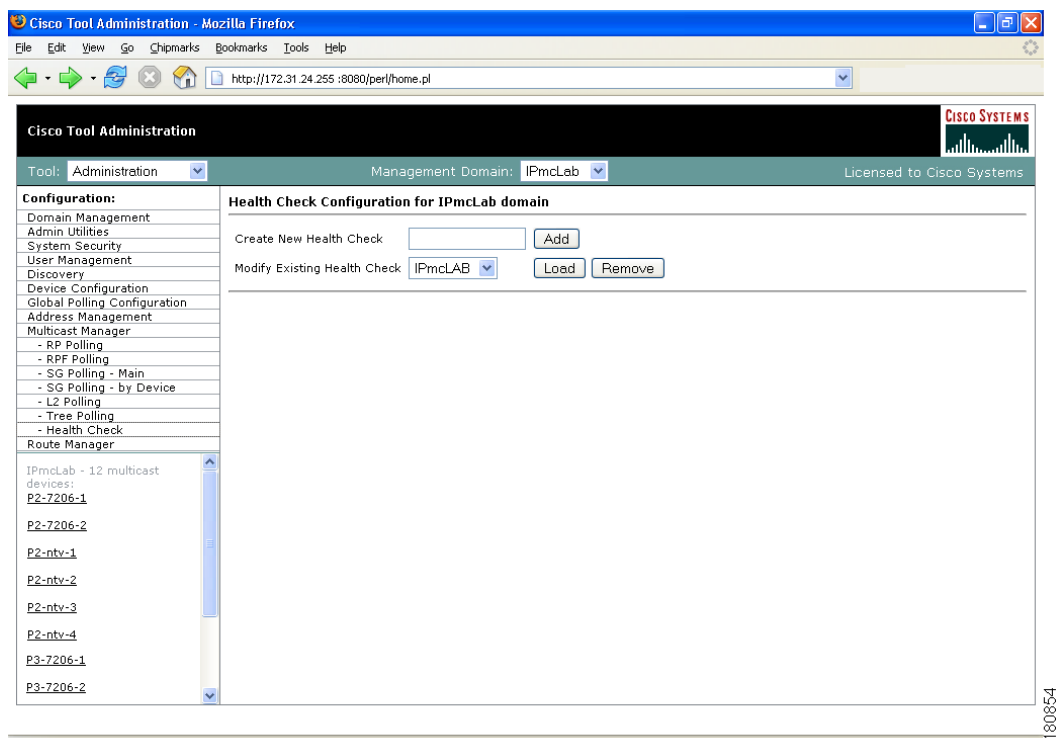 Cisco Tool Administration - Mozilla Firefox
File Edit View Go Chipmarks Bookmarks Tools Help
http://172.31.24.255 :8080/perl/home.pl
Cisco Tool Administration
CISCO SYSTEMS
Tool: Administration Management Domain: IPmcLab Licensed to Cisco Systems
Configuration:
Domain Management
Admin Utilities
System Security
User Management
Discovery
Device Configuration
Global Polling Configuration
Address Management
Multicast Manager
- RP Polling
- RPF Polling
- SG Polling - Main
- SG Polling - by Device
- L2 Polling
- Tree Polling
- Health Check
Route Manager
IPmcLab - 12 multicast
devices:
P2-7206-1
P2-7206-2
P2-ntv-1
P2-ntv-2
P2-ntv-3
P2-ntv-4
P3-7206-1
P3-7206-2
Health Check Configuration for IPmcLab domain
Create New Health Check Add
Modify Existing Health Check IPmcLAB Load Remove
180854